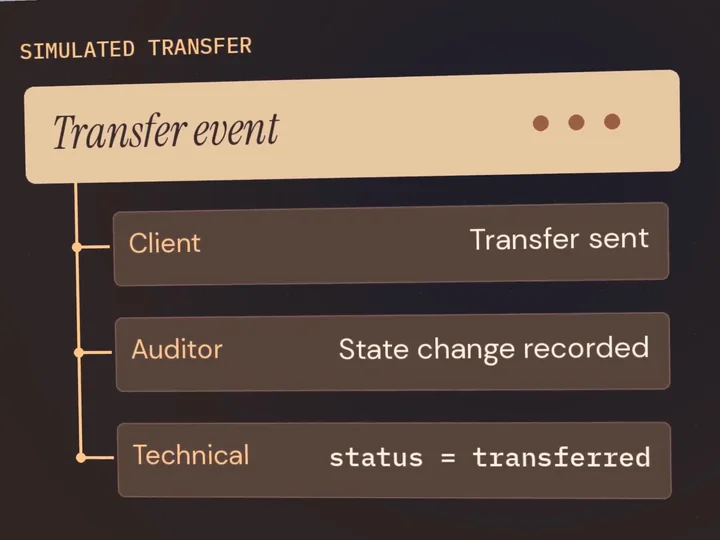 SIMULATED TRANSFER
Transfer event
Client Transfer sent
Auditor State change recorded
Technical status = transferred